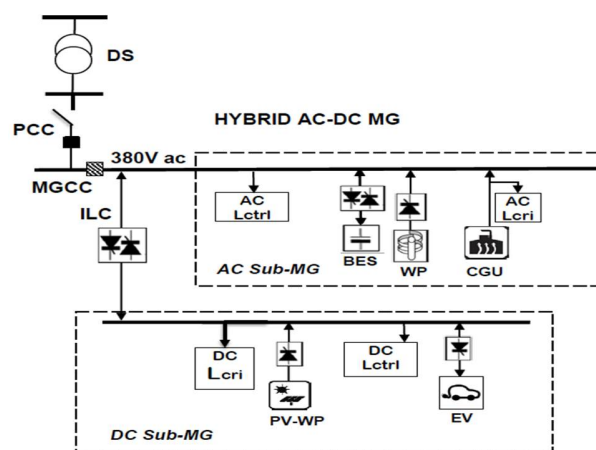 DS
PCC
HYBRID AC-DC MG
380V ac
MGCC
ILC
AC
Lctrl
AC
Lcri
BES
WP
CGU
AC Sub-MG
DC
Lcri
DC
Lctrl
PV-WP
EV
DC Sub-MG